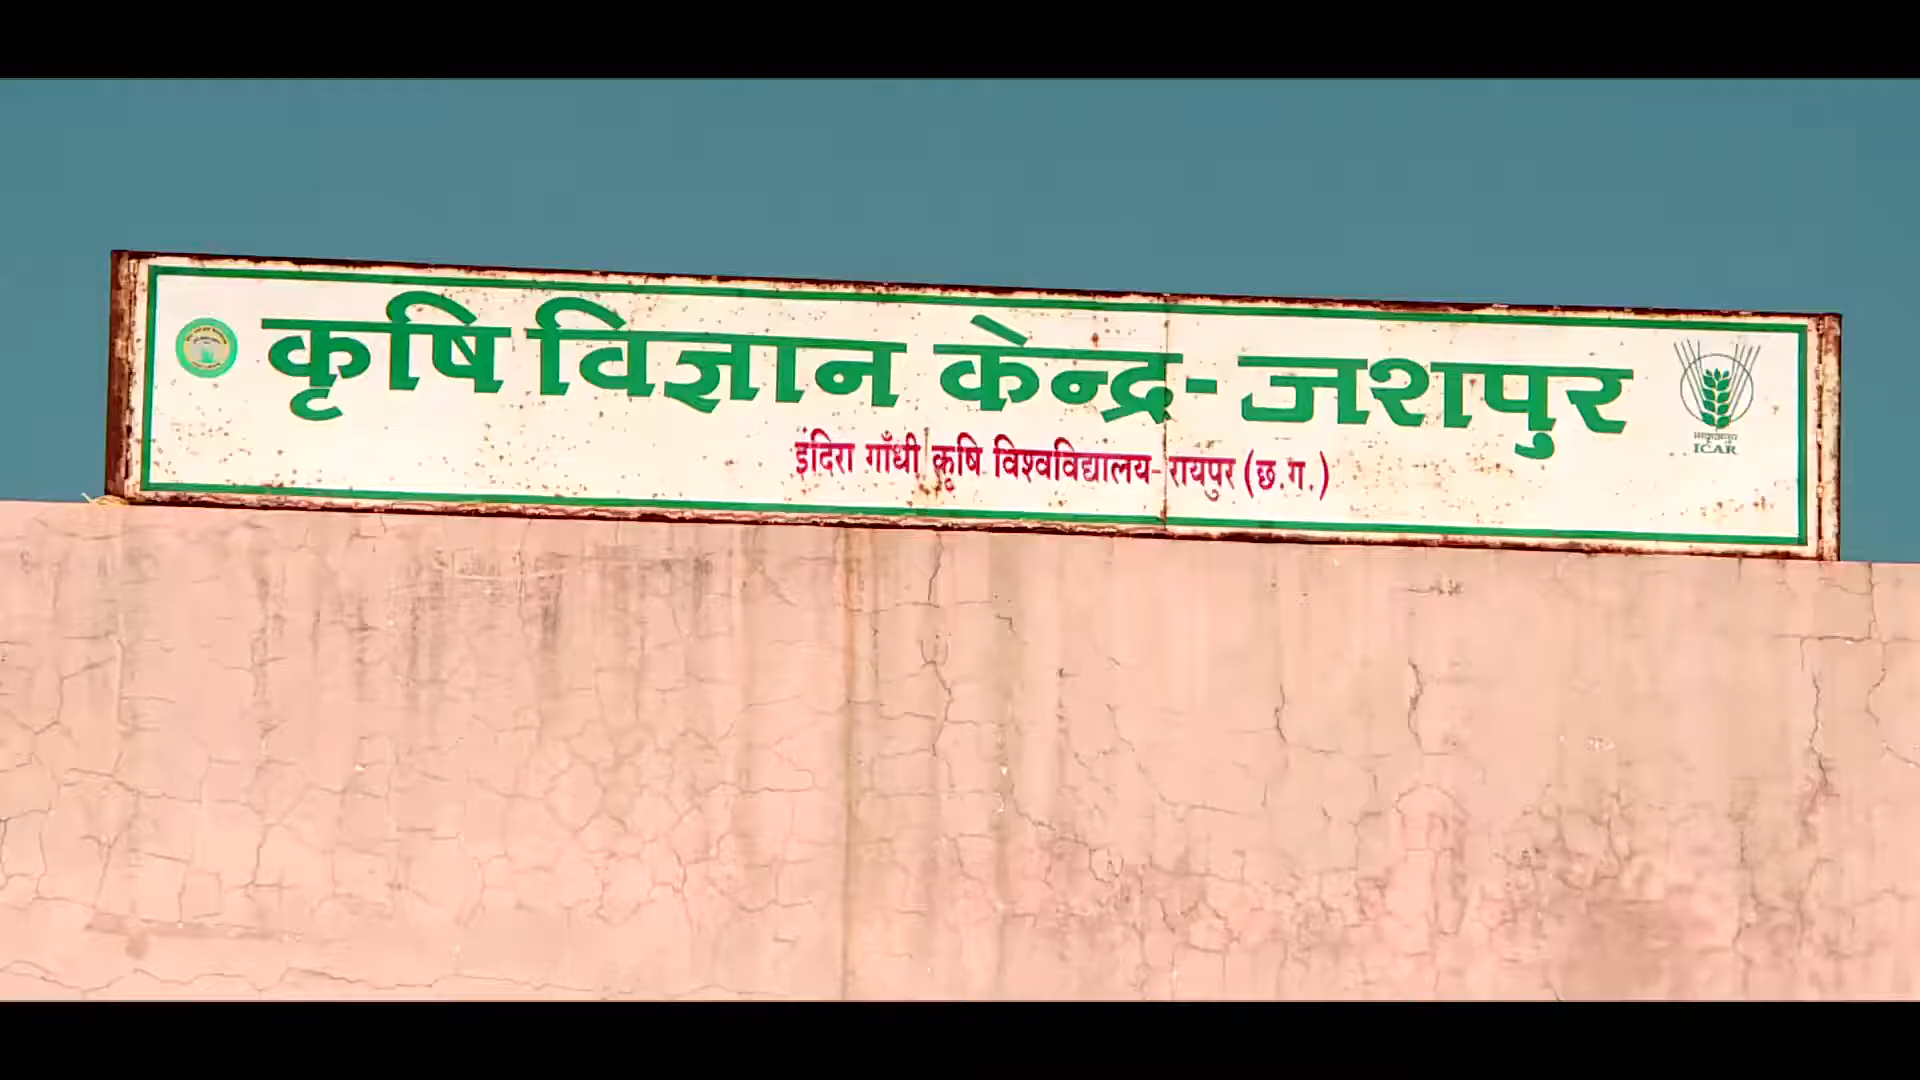 कृषि विज्ञान केन्द्र-जशपुर
इंदिरा गाँधी कृषि विश्वविद्यालय-रायपुर (छ.ग.)
ICAR